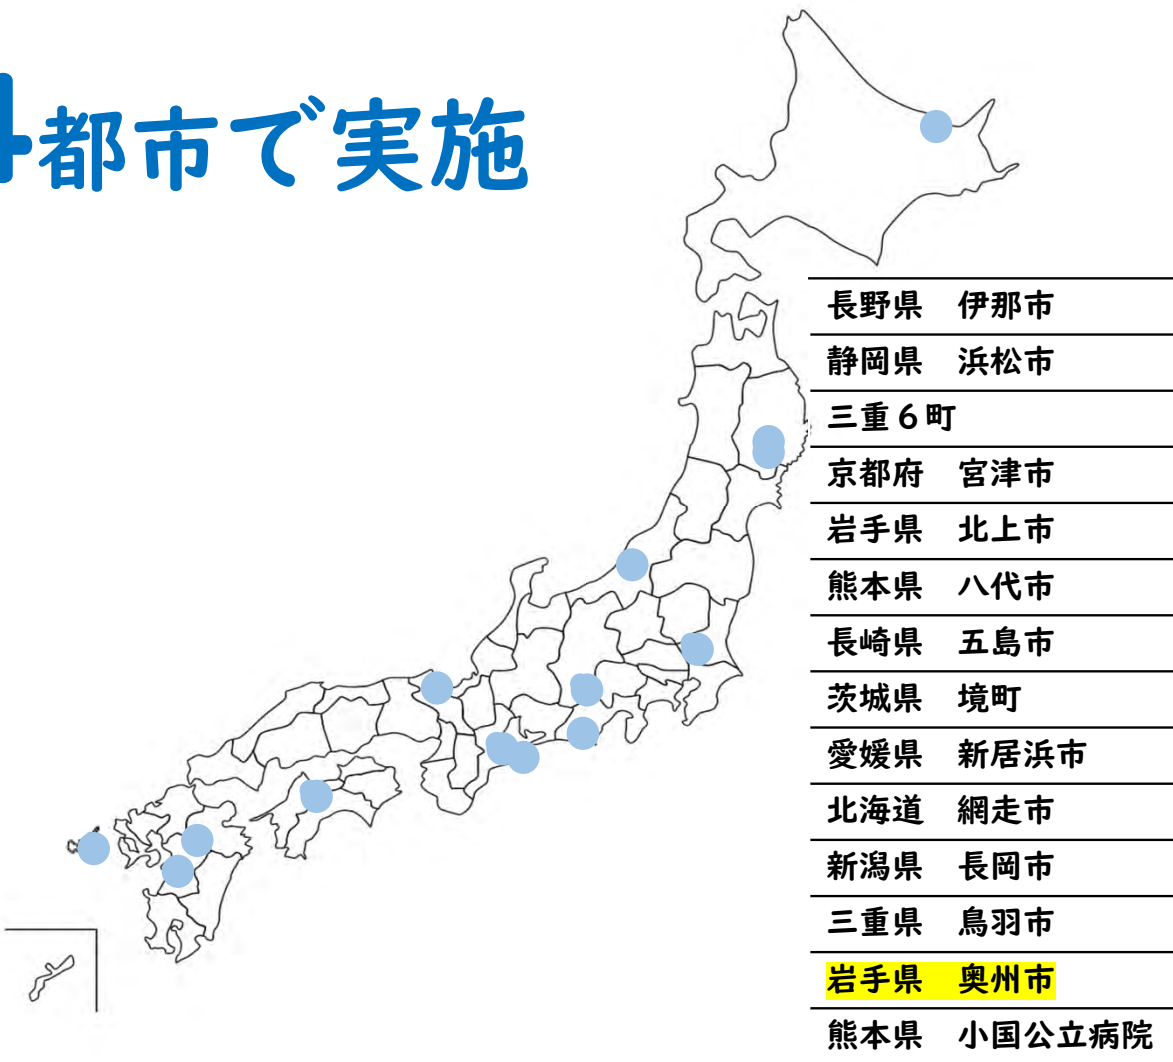 4都市で実施
長野県　伊那市
静岡県　浜松市
三重６町
京都府　宮津市
岩手県　北上市
熊本県　八代市
長崎県　五島市
茨城県　境町
愛媛県　新居浜市
北海道　網走市
新潟県　長岡市
三重県　鳥羽市
岩手県　奥州市
熊本県　小国公立病院